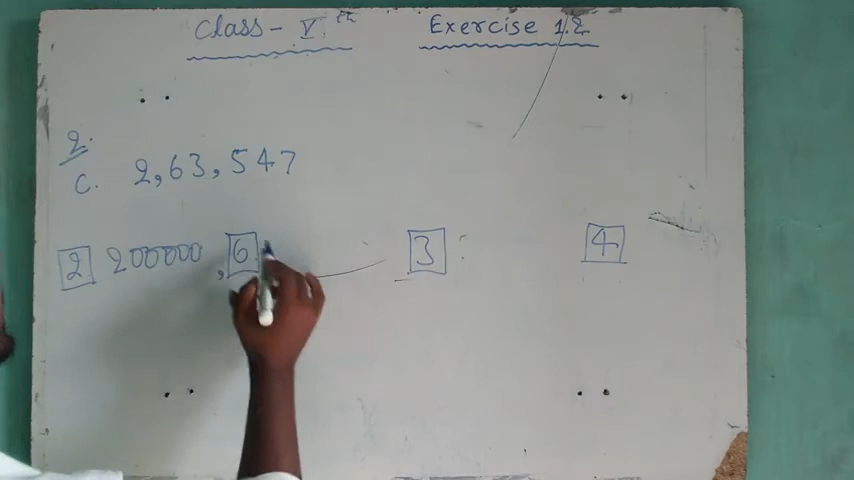 Class - V.th Exercise 1.2
2.
C. 2,63,547
2 200000, 6 3 : 4